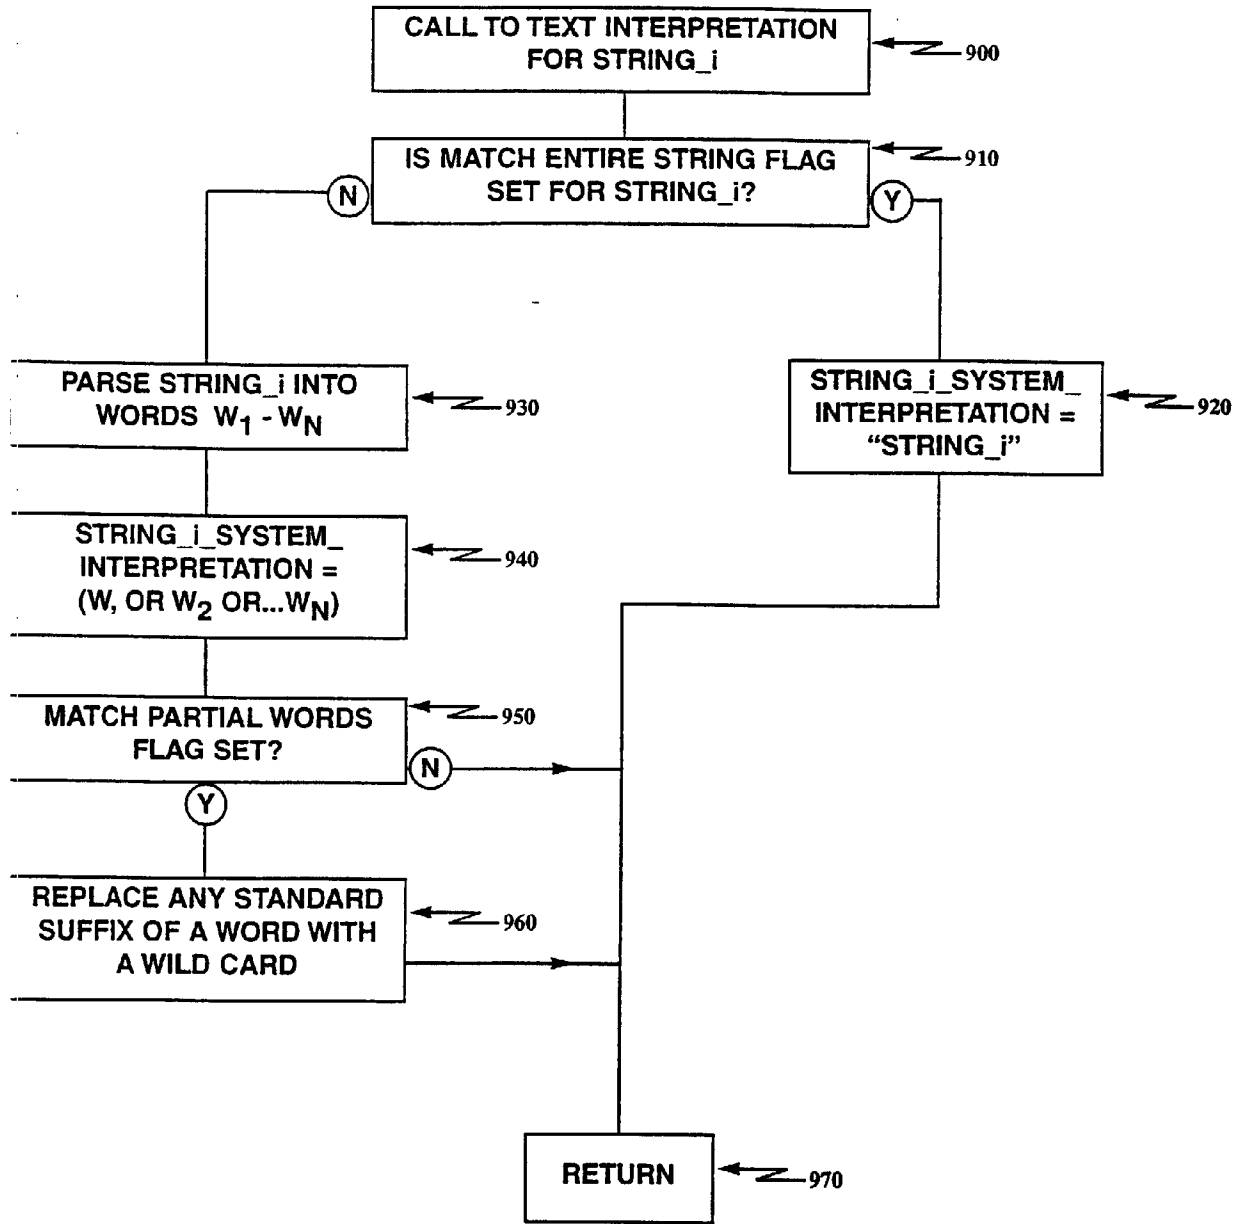 CALL TO TEXT INTERPRETATION
FOR STRING_i
900
IS MATCH ENTIRE STRING FLAG
SET FOR STRING_i?
910
N
Y
PARSE STRING_i INTO
WORDS W1 - WN
930
STRING_i_SYSTEM_
INTERPRETATION =
“STRING_i”
920
STRING_i_SYSTEM_
INTERPRETATION =
(W, OR W2 OR...WN)
940
MATCH PARTIAL WORDS
FLAG SET?
950
N
Y
REPLACE ANY STANDARD
SUFFIX OF A WORD WITH
A WILD CARD
960
RETURN
970